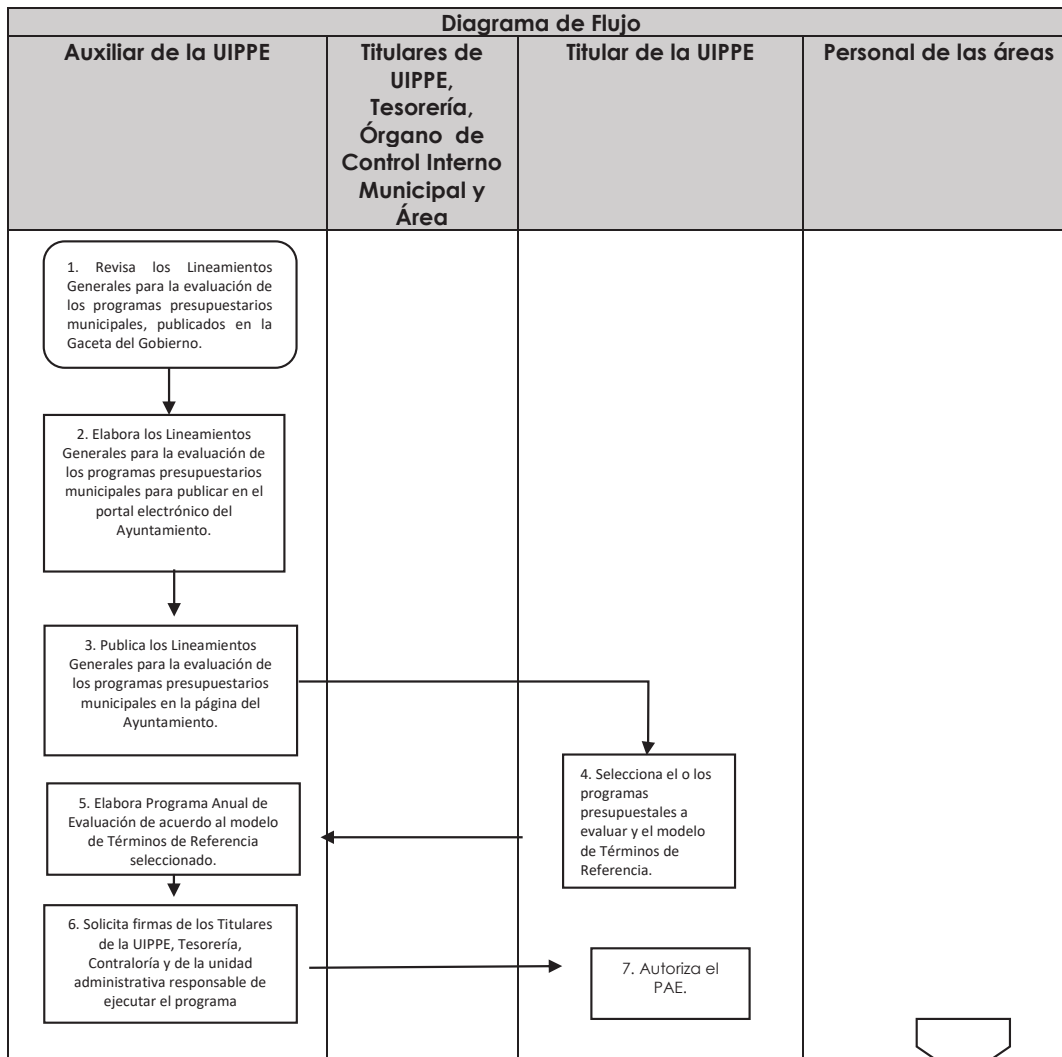 Diagrama de Flujo
Auxiliar de la UIPPE
Titulares de
UIPPE,
Tesorería,
Órgano de
Control Interno
Municipal y
Área
Titular de la UIPPE
Personal de las áreas
1. Revisa los Lineamientos
Generales para la evaluación de
los programas presupuestarios
municipales, publicados en la
Gaceta del Gobierno.
2. Elabora los Lineamientos
Generales para la evaluación de
los programas presupuestarios
municipales para publicar en el
portal electrónico del
Ayuntamiento.
3. Publica los Lineamientos
Generales para la evaluación de
los programas presupuestarios
municipales en la página del
Ayuntamiento.
4. Selecciona el o los
programas
presupuestales a
evaluar y el modelo
de Términos de
Referencia.
5. Elabora Programa Anual de
Evaluación de acuerdo al modelo
de Términos de Referencia
seleccionado.
6. Solicita firmas de los Titulares
de la UIPPE, Tesorería,
Contraloría y de la unidad
administrativa responsable de
ejecutar el programa
7. Autoriza el
PAE.